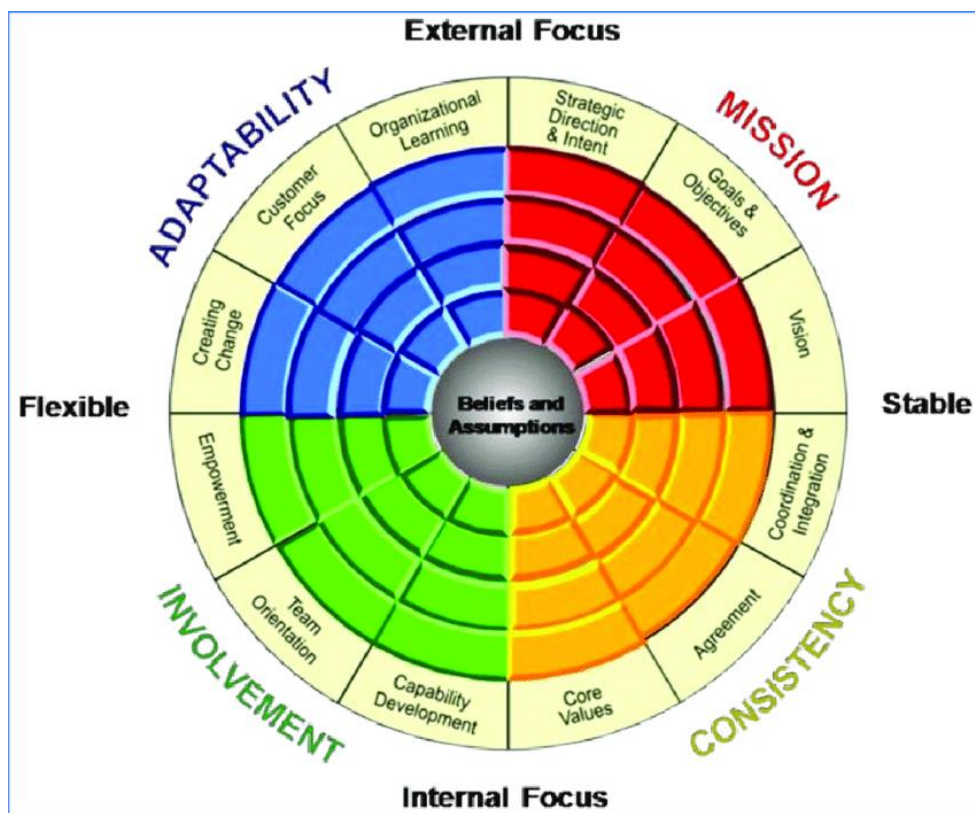 External Focus
ADAPTABILITY
MISSION
Organizational
Learning
Strategic
Direction
& Intent
Customer
Focus
Goals &
Objectives
Creating
Change
Vision
Flexible
Beliefs and
Assumptions
Stable
Empowerment
Coordination &
Integration
Team
Orientation
Agreement
Capability
Development
Core
Values
INVOLVEMENT
CONSISTENCY
Internal Focus